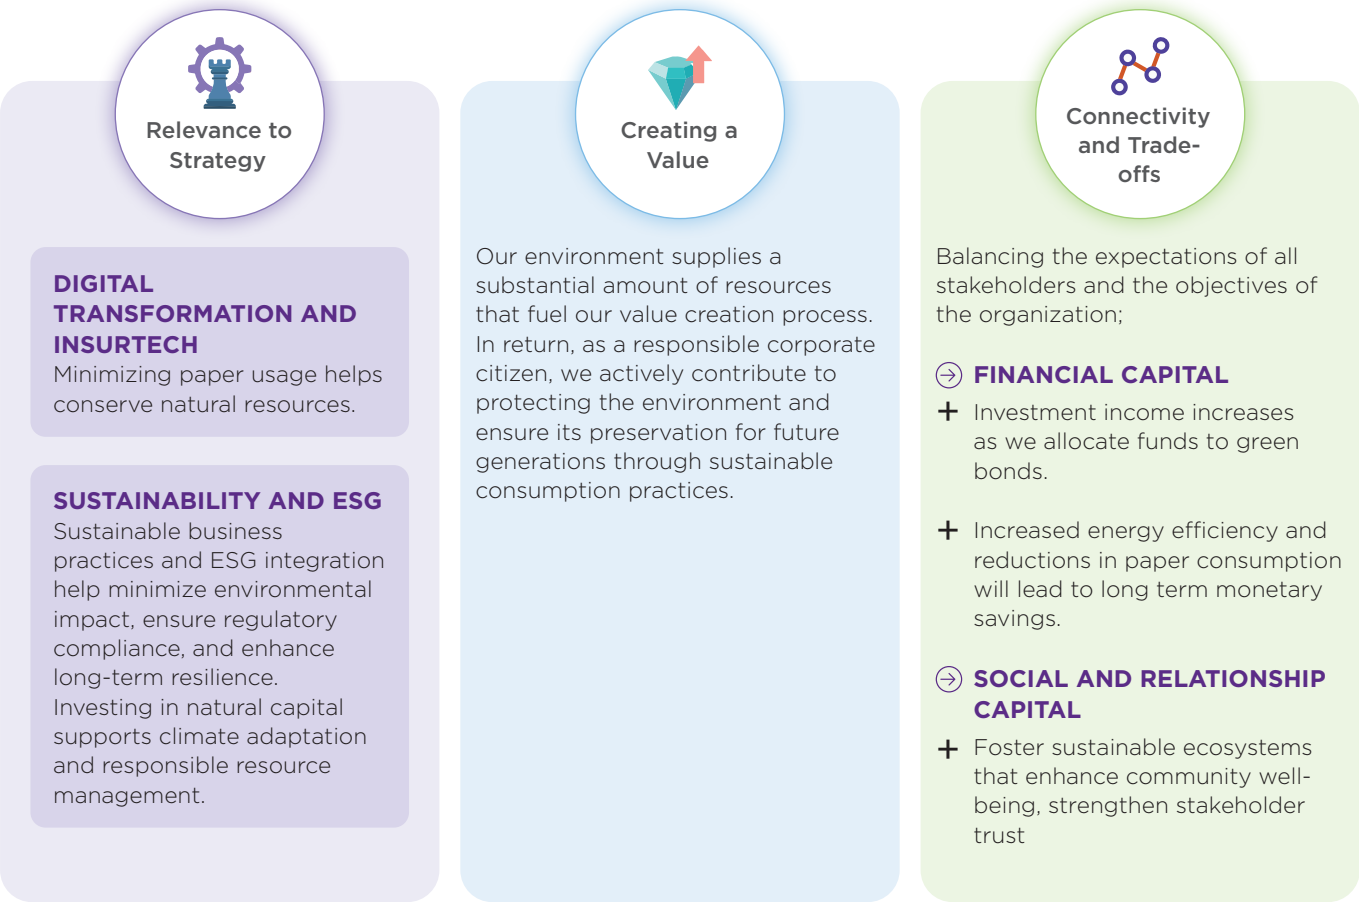 Relevance to
Strategy
DIGITAL
TRANSFORMATION AND
INSURTECH
Minimizing paper usage helps
conserve natural resources.
SUSTAINABILITY AND ESG
Sustainable business
practices and ESG integration
help minimize environmental
impact, ensure regulatory
compliance, and enhance
long-term resilience.
Investing in natural capital
supports climate adaptation
and responsible resource
management.
Creating a
Value
Our environment supplies a
substantial amount of resources
that fuel our value creation process.
In return, as a responsible corporate
citizen, we actively contribute to
protecting the environment and
ensure its preservation for future
generations through sustainable
consumption practices.
Connectivity
and Trade-
offs
Balancing the expectations of all
stakeholders and the objectives of
the organization;
FINANCIAL CAPITAL
+ Investment income increases
as we allocate funds to green
bonds.
+ Increased energy efficiency and
reductions in paper consumption
will lead to long term monetary
savings.
SOCIAL AND RELATIONSHIP
CAPITAL
+ Foster sustainable ecosystems
that enhance community well-
being, strengthen stakeholder
trust